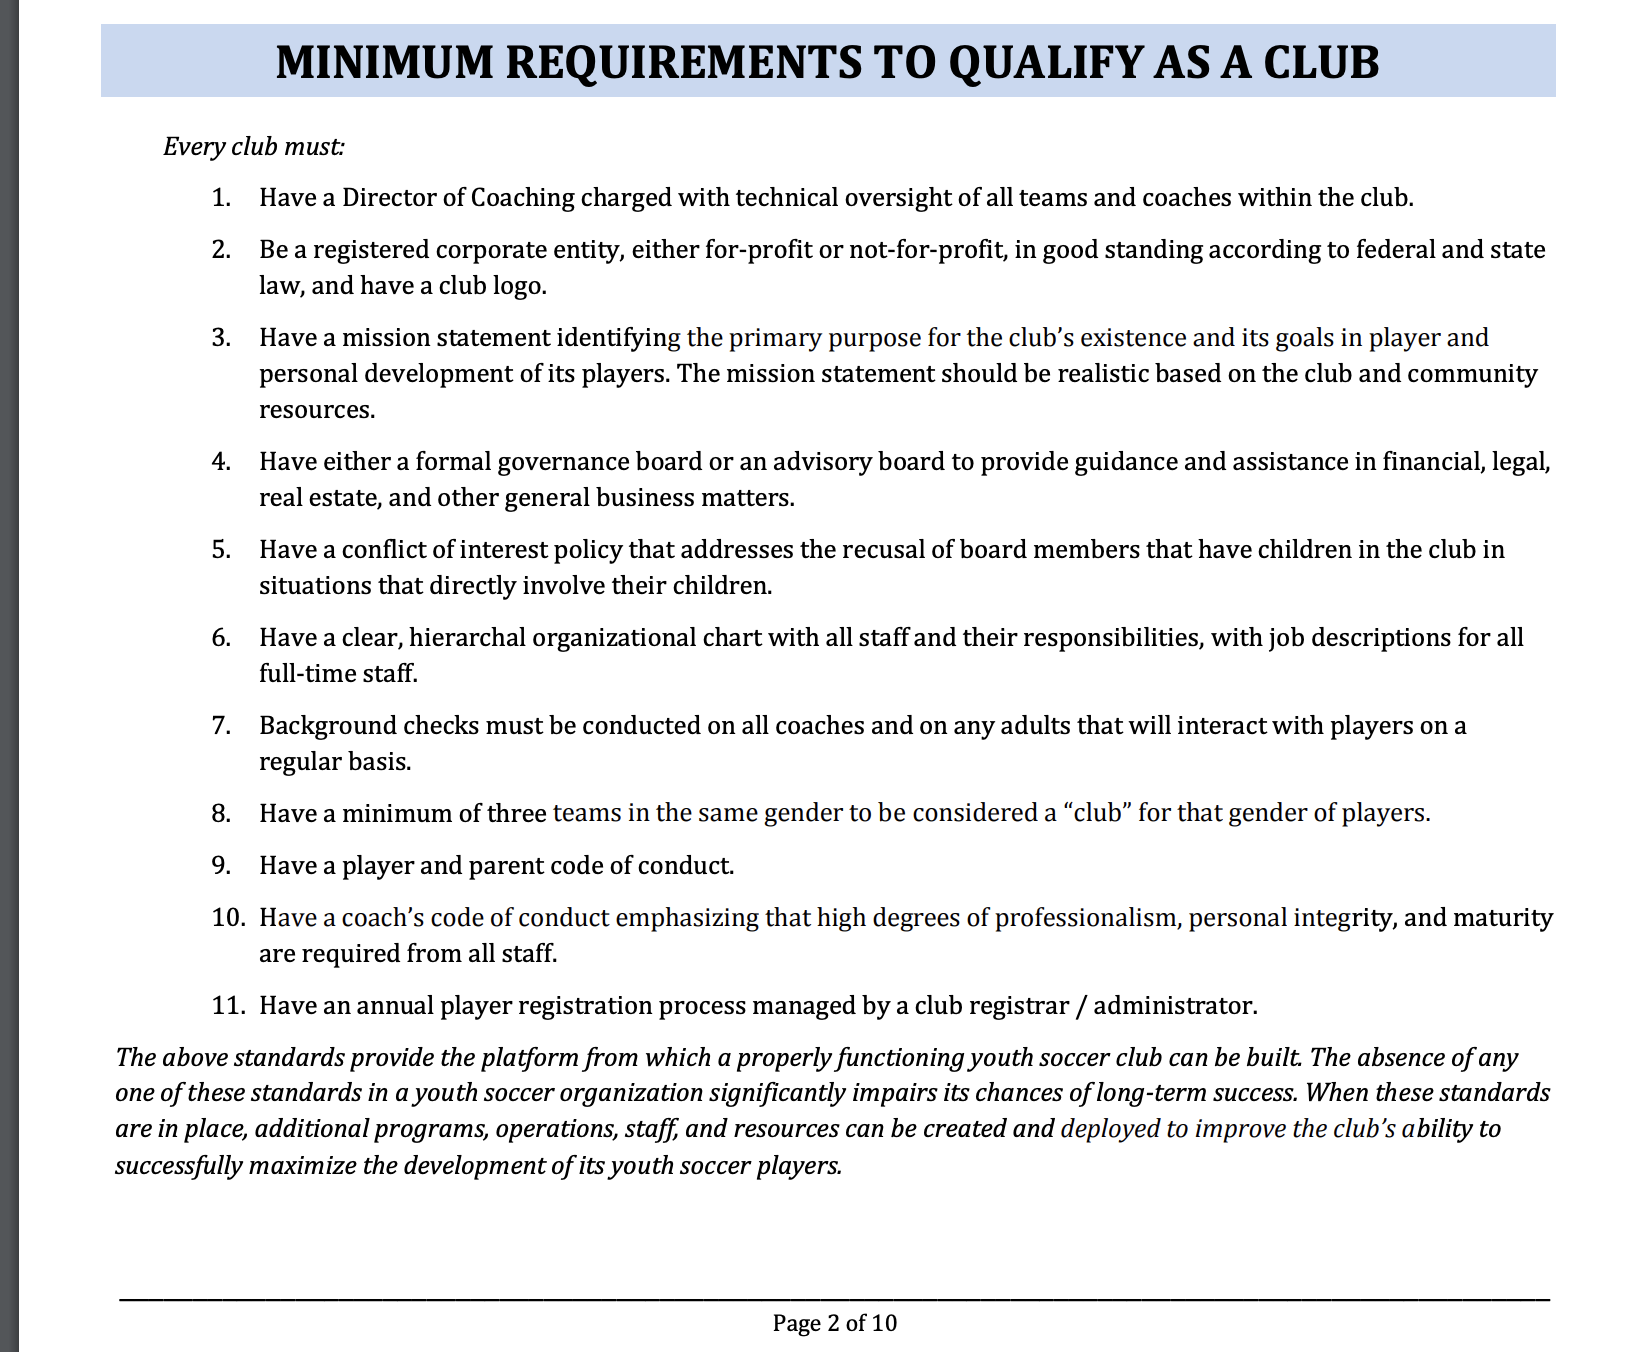 MINIMUM REQUIREMENTS TO QUALIFY AS A CLUB
Every club must:
1. Have a Director of Coaching charged with technical oversight of all teams and coaches within the club.
2. Be a registered corporate entity, either for-profit or not-for-profit, in good standing according to federal and state
law, and have a club logo.
3. Have a mission statement identifying the primary purpose for the club’s existence and its goals in player and
personal development of its players. The mission statement should be realistic based on the club and community
resources.
4. Have either a formal governance board or an advisory board to provide guidance and assistance in financial, legal,
real estate, and other general business matters.
5. Have a conflict of interest policy that addresses the recusal of board members that have children in the club in
situations that directly involve their children.
6. Have a clear, hierarchal organizational chart with all staff and their responsibilities, with job descriptions for all
full-time staff.
7. Background checks must be conducted on all coaches and on any adults that will interact with players on a
regular basis.
8. Have a minimum of three teams in the same gender to be considered a “club” for that gender of players.
9. Have a player and parent code of conduct.
10. Have a coach’s code of conduct emphasizing that high degrees of professionalism, personal integrity, and maturity
are required from all staff.
11. Have an annual player registration process managed by a club registrar / administrator.
The above standards provide the platform from which a properly functioning youth soccer club can be built. The absence of any
one of these standards in a youth soccer organization significantly impairs its chances of long-term success. When these standards
are in place, additional programs, operations, staff, and resources can be created and deployed to improve the club’s ability to
successfully maximize the development of its youth soccer players.
Page 2 of 10